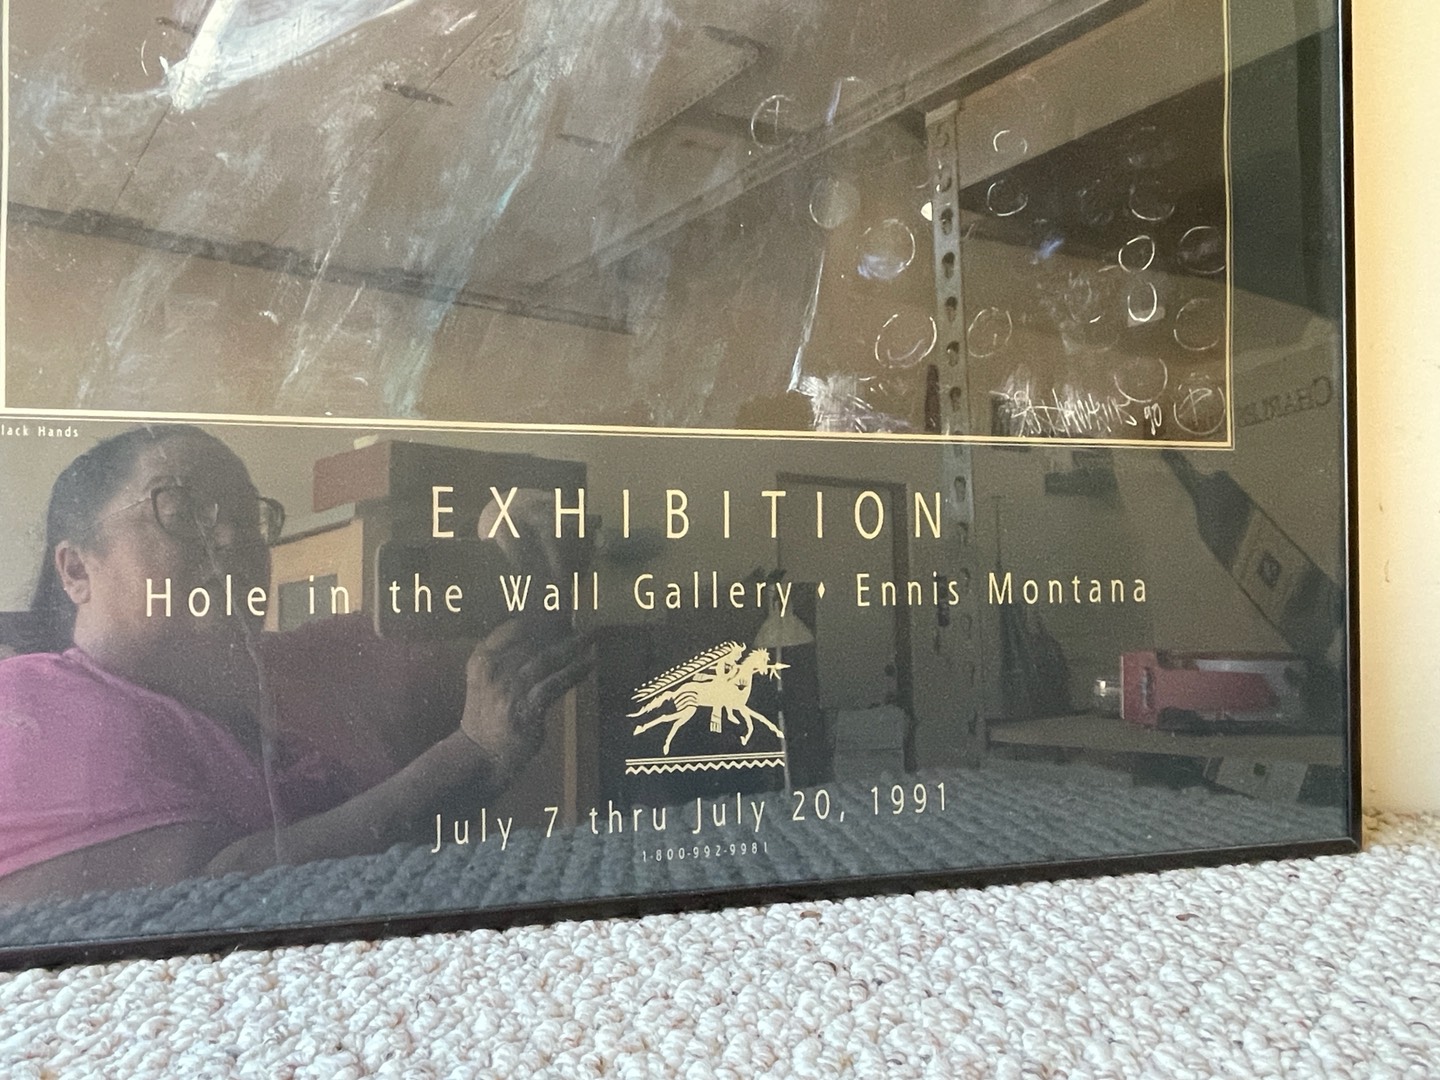 lack Hands
90
EXHIBITION
Hole in the Wall Gallery ♦ Ennis Montana
July 7 thru July 20, 1991
1-800-992-9981